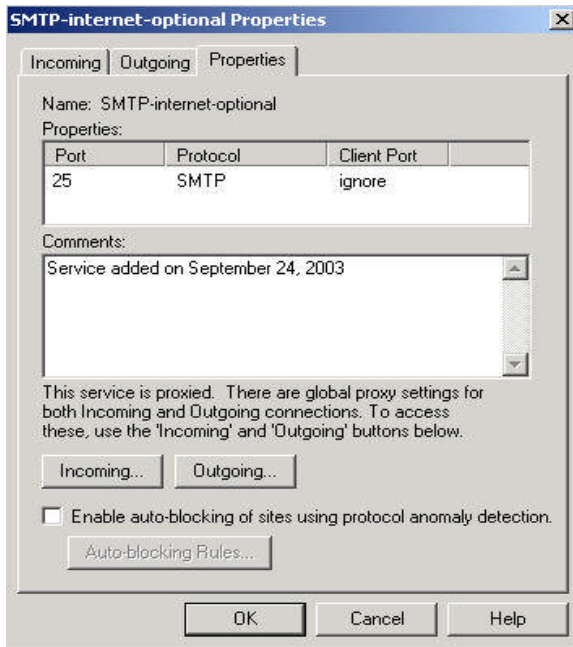 SMTP-internet-optional Properties
Incoming Outgoing Properties
Name: SMTP-internet-optional
Properties:
Port Protocol Client Port
25 SMTP ignore
Comments:
Service added on September 24, 2003
This service is proxied. There are global proxy settings for
both Incoming and Outgoing connections. To access
these, use the 'Incoming' and 'Outgoing' buttons below.
Incoming... Outgoing...
Enable auto-blocking of sites using protocol anomaly detection.
Auto-blocking Rules...
OK Cancel Help